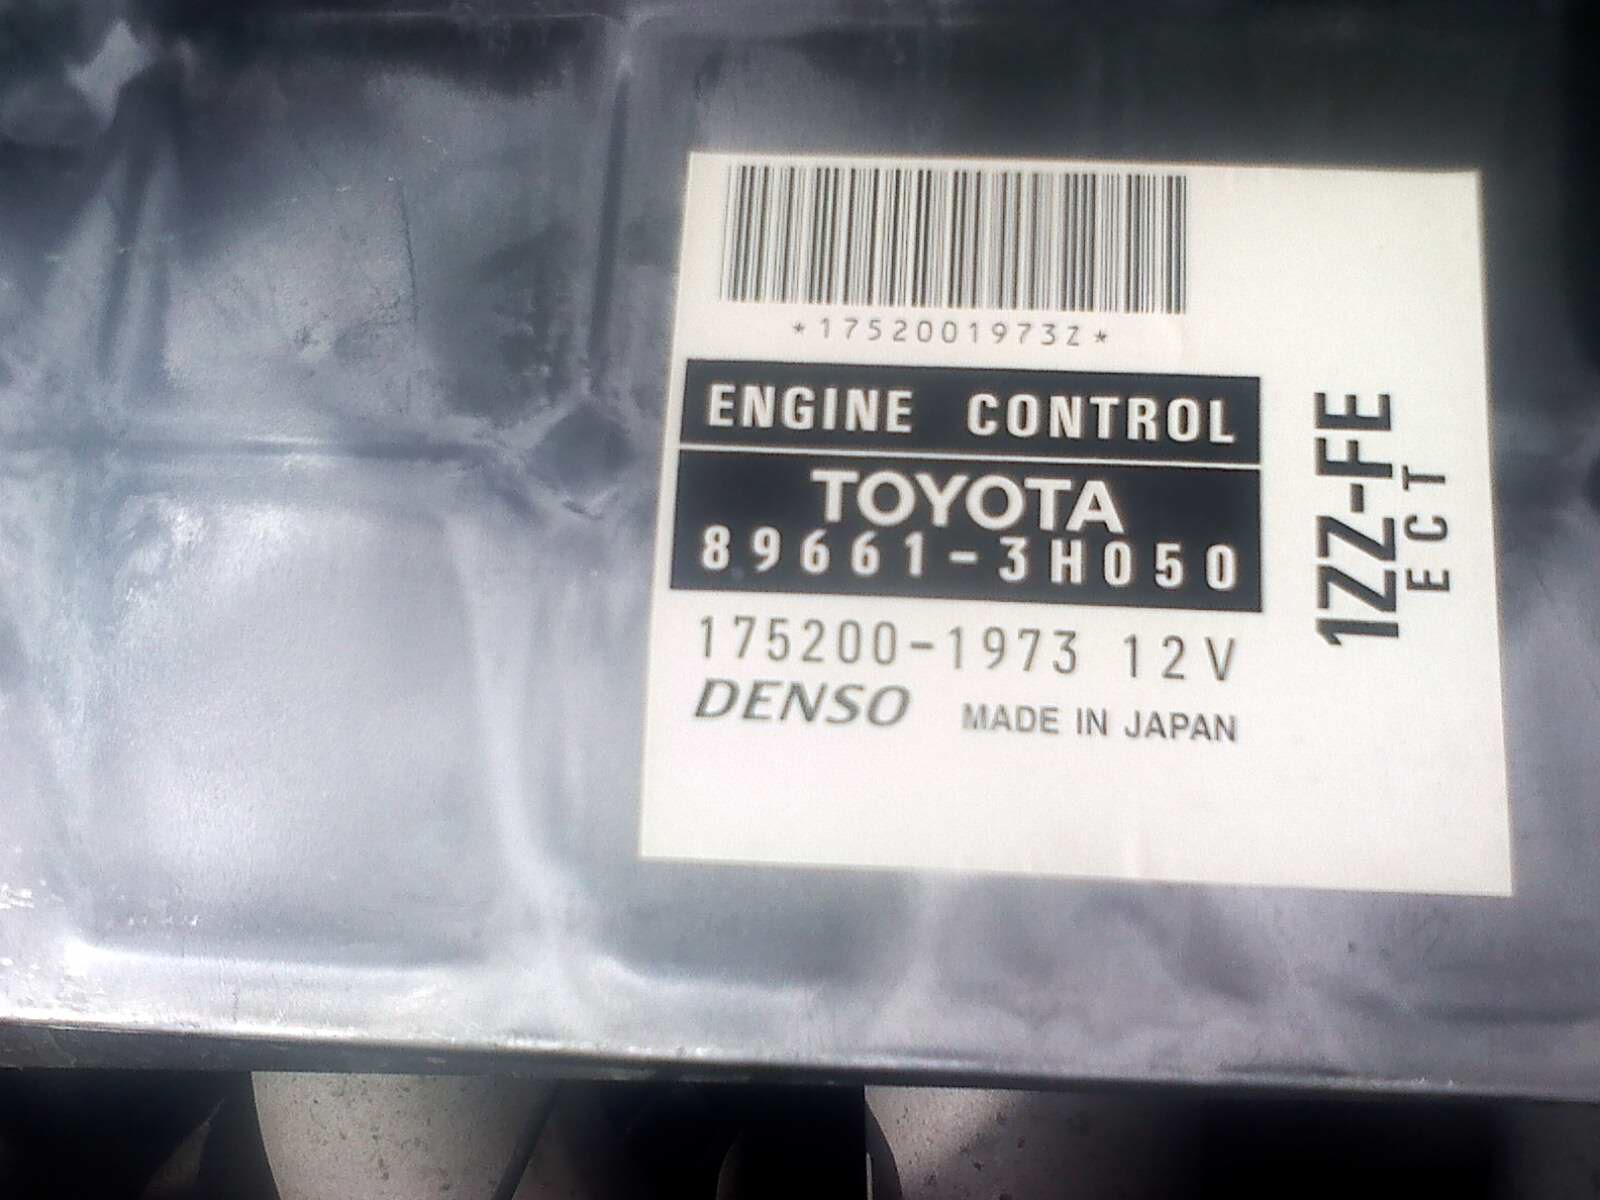 *1752001973Z*
ENGINE CONTROL
TOYOTA
89661-3H050
175200-1973 12V
DENSO MADE IN JAPAN
1ZZ-FE
ECT